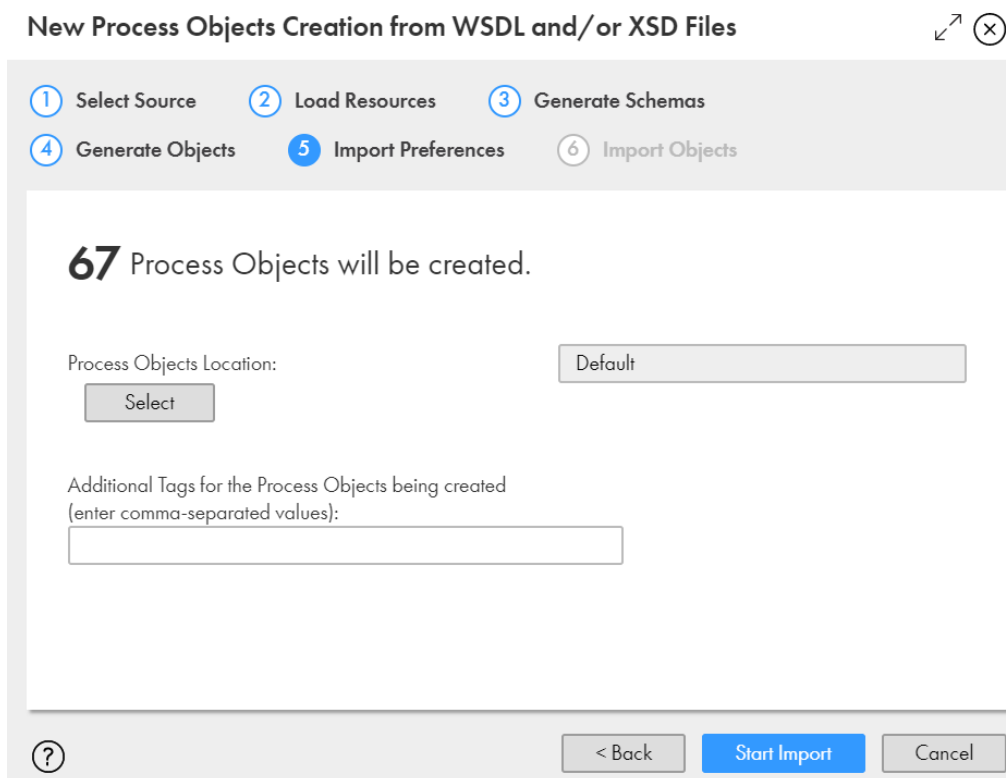 New Process Objects Creation from WSDL and/or XSD Files
1 Select Source 2 Load Resources 3 Generate Schemas
4 Generate Objects 5 Import Preferences 6 Import Objects
67 Process Objects will be created.
Process Objects Location: Default
Select
Additional Tags for the Process Objects being created
(enter comma-separated values):
? < Back Start Import Cancel